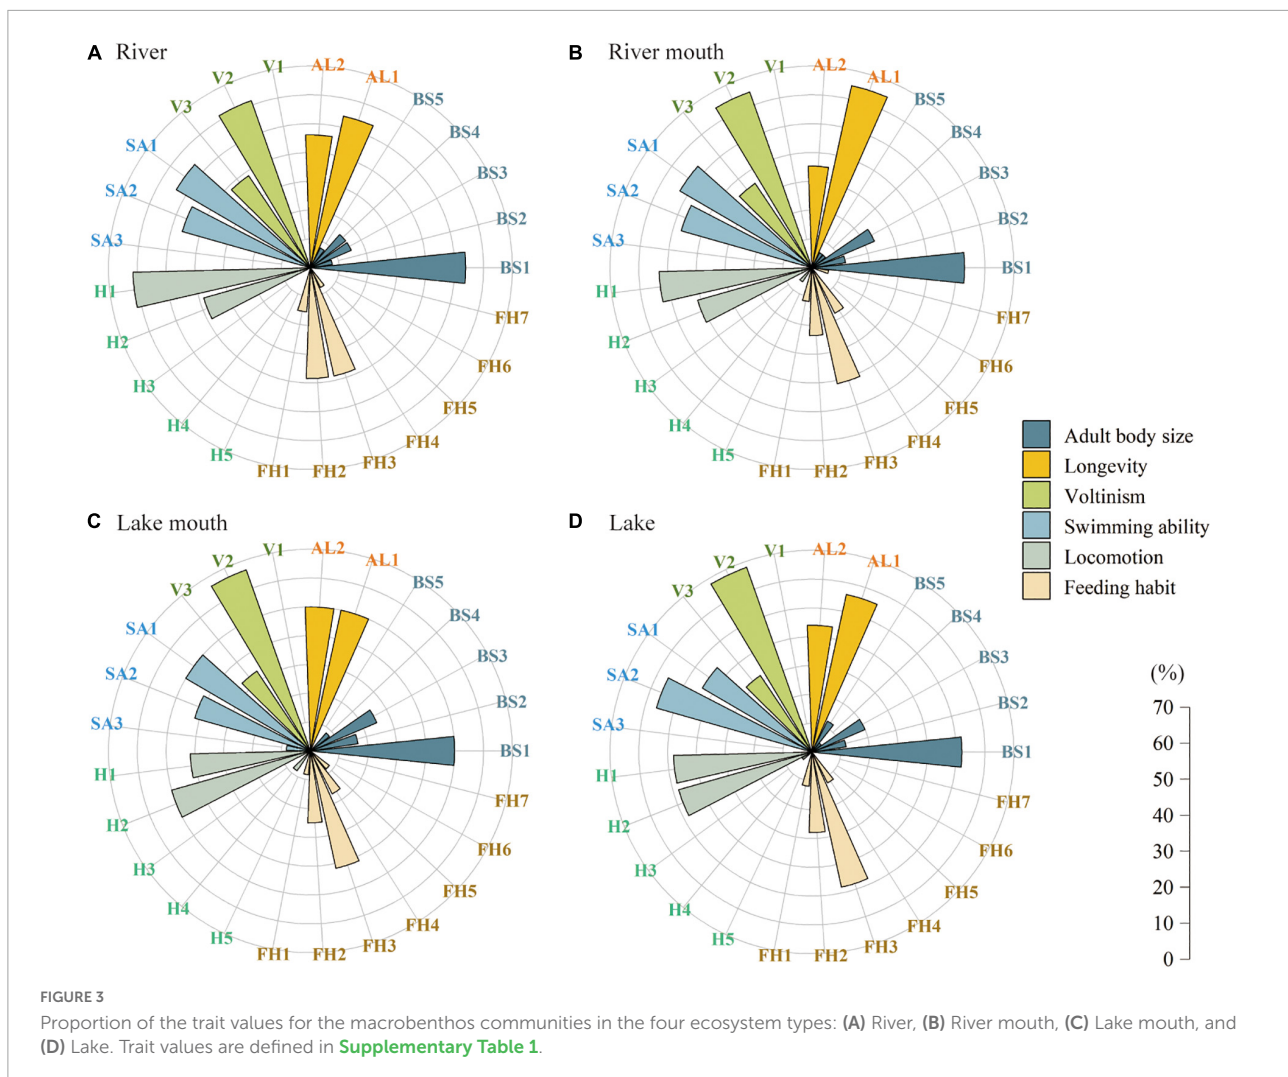 A River
V1
AL2
AL1
V2
BS5
V3
BS4
SA1
BS3
SA2
BS2
SA3
BS1
H1
FH7
H2
FH6
H3
FH5
H4
FH4
H5
FH3
FH1
FH2
B River mouth
V1
AL2
AL1
V2
BS5
V3
BS4
SA1
BS3
SA2
BS2
SA3
BS1
H1
FH7
H2
FH6
H3
FH5
H4
FH4
H5
FH3
FH1
FH2
C Lake mouth
V1
AL2
AL1
V2
BS5
V3
BS4
SA1
BS3
SA2
BS2
SA3
BS1
H1
FH7
H2
FH6
H3
FH5
H4
FH4
H5
FH3
FH1
FH2
D Lake
V1
AL2
AL1
V2
BS5
V3
BS4
SA1
BS3
SA2
BS2
SA3
BS1
H1
FH7
H2
FH6
H3
FH5
H4
FH4
H5
FH3
FH1
FH2
Adult body size
Longevity
Voltinism
Swimming ability
Locomotion
Feeding habit
(%)
70
60
50
40
30
20
10
0
FIGURE 3
Proportion of the trait values for the macrobenthos communities in the four ecosystem types: (A) River, (B) River mouth, (C) Lake mouth, and
(D) Lake. Trait values are defined in Supplementary Table 1.